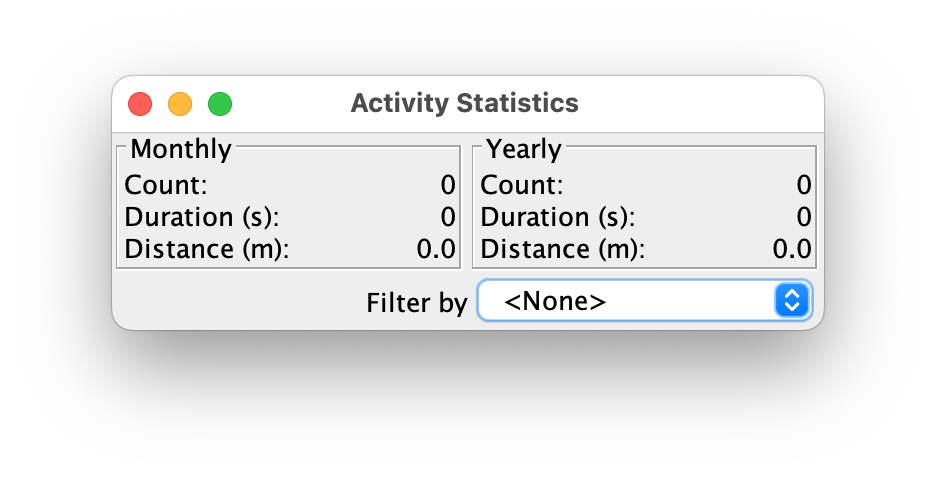 Activity Statistics
Monthly
Count: 0
Duration (s): 0
Distance (m): 0.0
Yearly
Count: 0
Duration (s): 0
Distance (m): 0.0
Filter by <None>